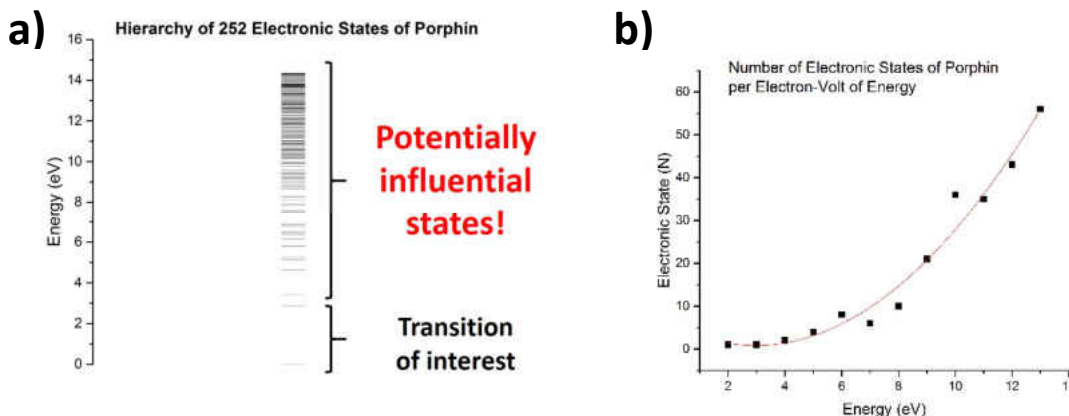 a)
Hierarchy of 252 Electronic States of Porphin
16
14
12
10
8
6
4
2
0
Energy (eV)
Potentially
influential
states!
Transition
of interest
b)
Number of Electronic States of Porphin
per Electron-Volt of Energy
60
50
40
30
20
10
0
Electronic State (N)
2 4 6 8 10 12
Energy (eV)